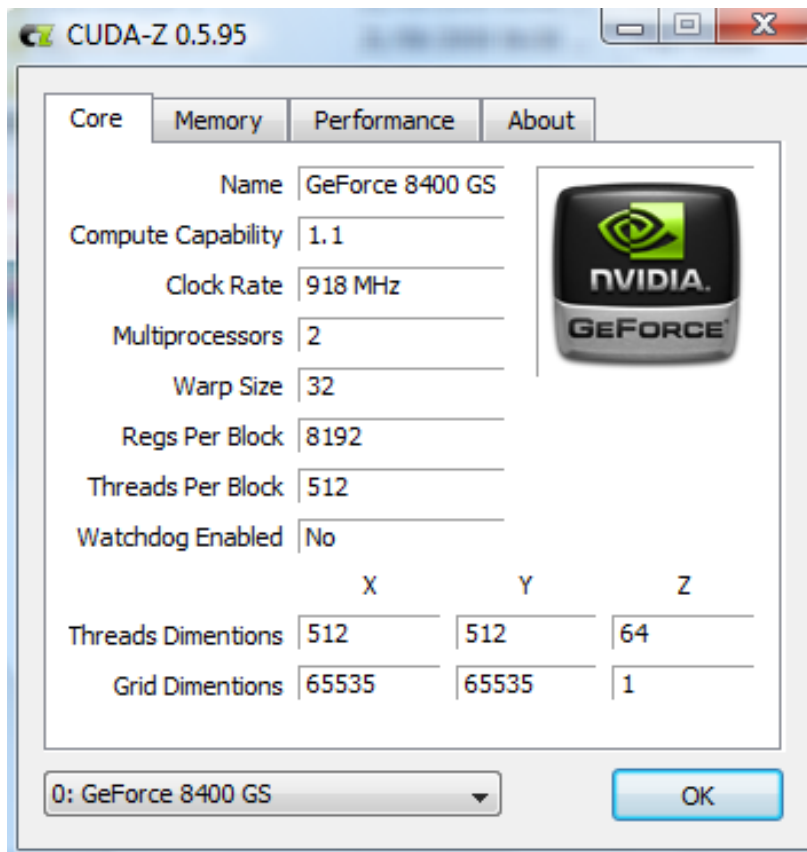 CUDA-Z 0.5.95
Core Memory Performance About
Name GeForce 8400 GS
Compute Capability 1.1
Clock Rate 918 MHz
Multiprocessors 2
Warp Size 32
Regs Per Block 8192
Threads Per Block 512
Watchdog Enabled No
NVIDIA.
GEFORCE
X Y Z
Threads Dimentions 512 512 64
Grid Dimentions 65535 65535 1
0: GeForce 8400 GS OK